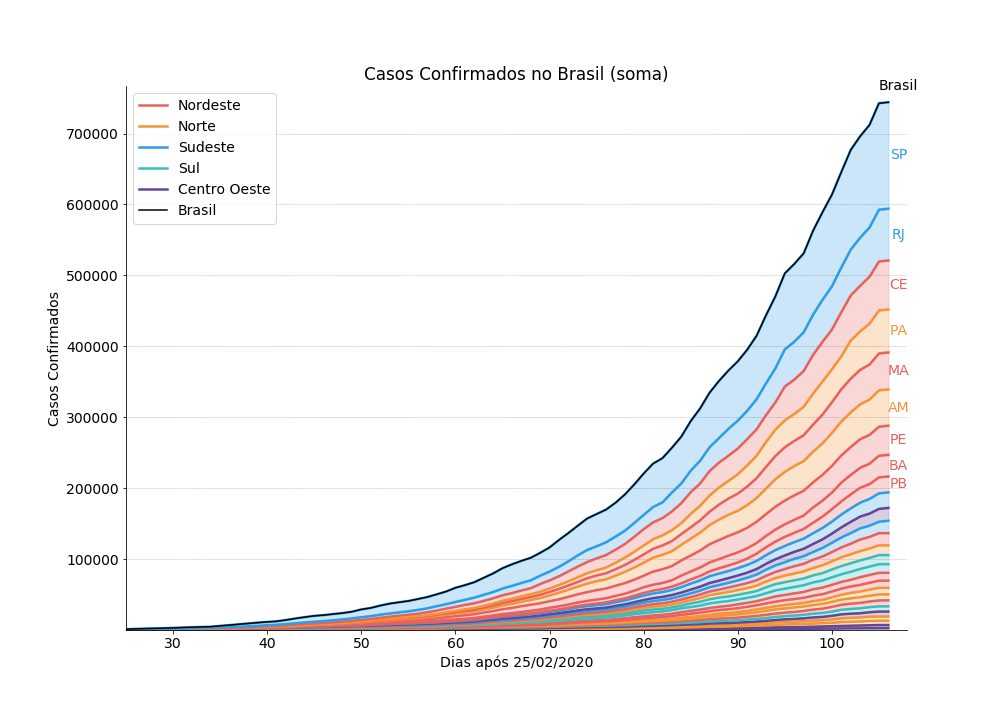 Casos Confirmados no Brasil (soma)
Brasil
Nordeste
Norte
Sudeste
Sul
Centro Oeste
Brasil
700000
600000
500000
400000
300000
200000
100000
Casos Confirmados
SP
RJ
CE
PA
MA
AM
PE
BA
PB
30 40 50 60 70 80 90 100
Dias após 25/02/2020